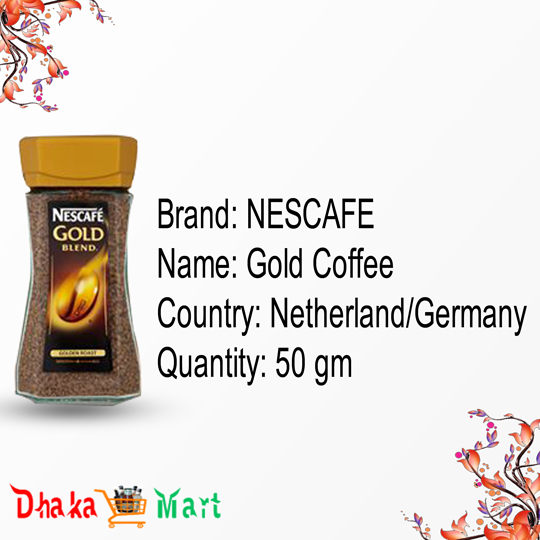 NESCAFÉ
GOLD
BLEND.
GOLDEN ROAST
Brand: NESCAFE
Name: Gold Coffee
Country: Netherland/Germany
Quantity: 50 gm
Dhaka Mart